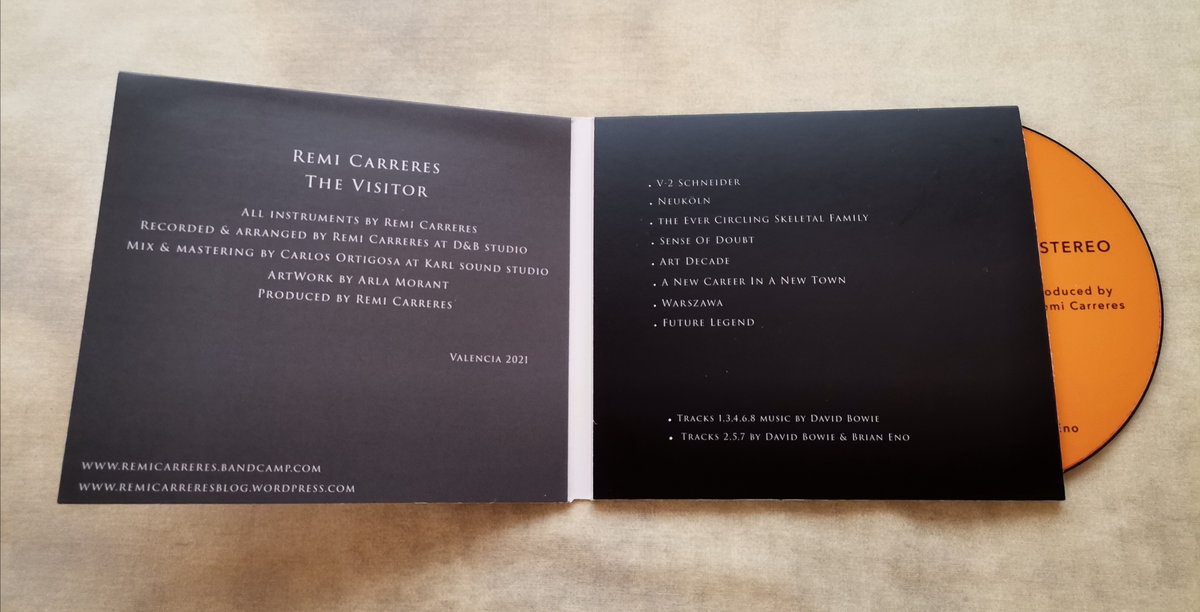 Remi Carreres
The Visitor
All instruments by Remi Carreres
Recorded & arranged by Remi Carreres at D&B studio
Mix & mastering by Carlos Ortigosa at Karl sound studio
ArtWork by Arla Morant
Produced by Remi Carreres
Valencia 2021
www.remicarreres.bandcamp.com
www.remicarreresblog.wordpress.com
. V-2 Schneider
. Neuköln
. the Ever Circling Skeletal Family
. Sense Of Doubt
. Art Decade
. A New Career In A New Town
. Warszawa
. Future Legend
. Tracks 1,3,4,6,8 music by David Bowie
. Tracks 2,5,7 by David Bowie & Brian Eno
STEREO
oduced by
emi Carreres
Eno